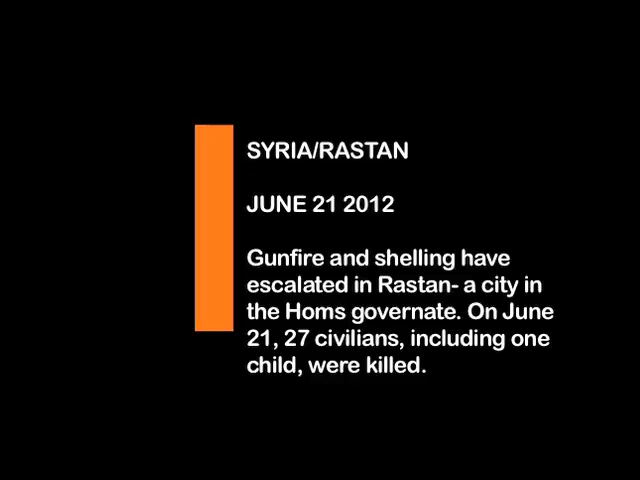 SYRIA/RASTAN
JUNE 21 2012
Gunfire and shelling have
escalated in Rastan- a city in
the Homs governate. On June
21, 27 civilians, including one
child, were killed.